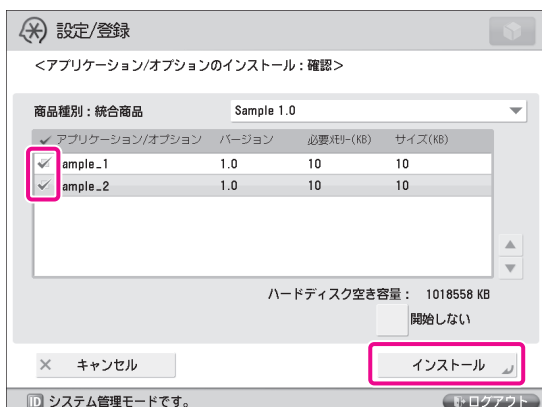 設定/登録
<アプリケーション/オプションのインストール：確認>
商品種別：統合商品 Sample 1.0
アプリケーション/オプション バージョン 必要ﾒﾓﾘｰ(KB) サイズ(KB)
ample_1 1.0 10 10
ample_2 1.0 10 10
ハードディスク空き容量： 1018558 KB
開始しない
キャンセル インストール
ID システム管理モードです。 ログアウト